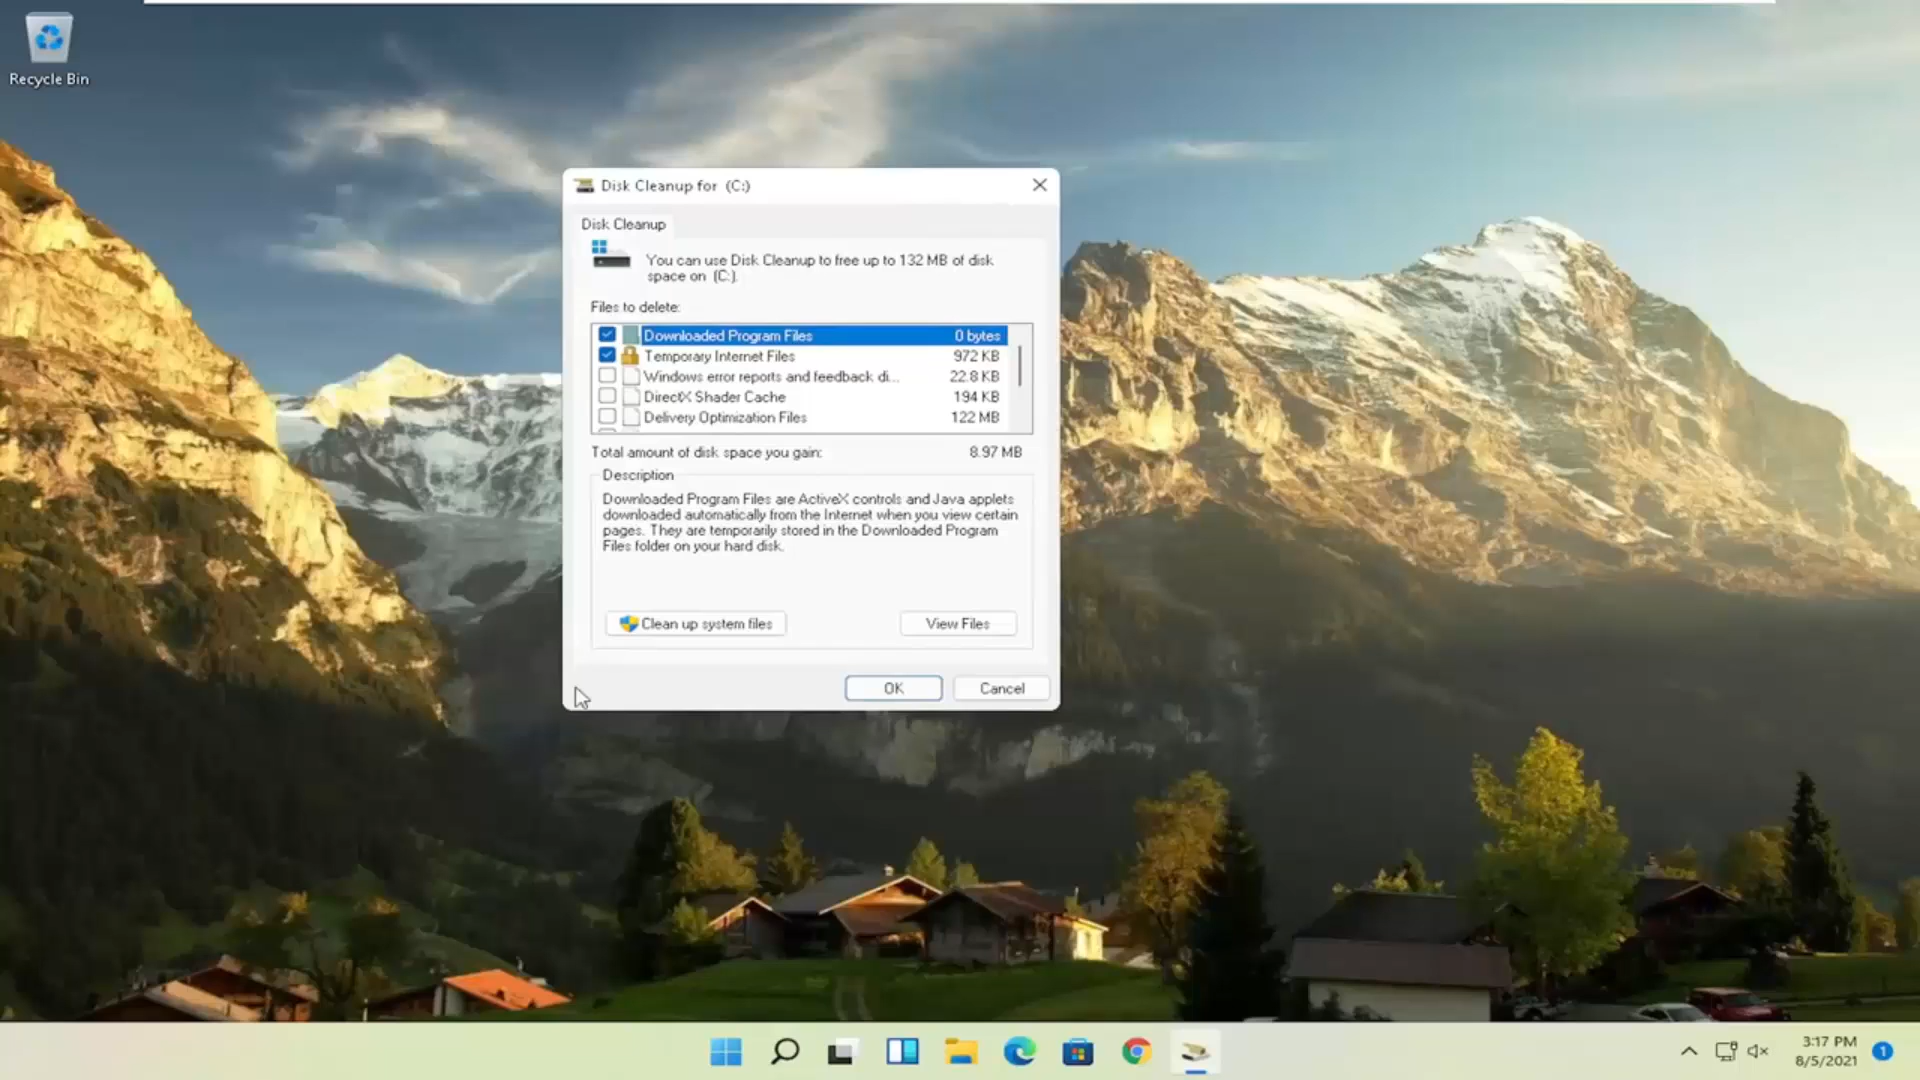 Recycle Bin
Disk Cleanup for (C:)
Disk Cleanup
You can use Disk Cleanup to free up to 132 MB of disk
space on (C:).
Files to delete:
Downloaded Program Files 0 bytes
Temporary Internet Files 972 KB
Windows error reports and feedback di... 22.8 KB
DirectX Shader Cache 194 KB
Delivery Optimization Files 122 MB
Total amount of disk space you gain: 8.97 MB
Description
Downloaded Program Files are ActiveX controls and Java applets
downloaded automatically from the Internet when you view certain
pages. They are temporarily stored in the Downloaded Program
Files folder on your hard disk.
Clean up system files View Files
OK Cancel
3:17 PM
8/5/2021
1